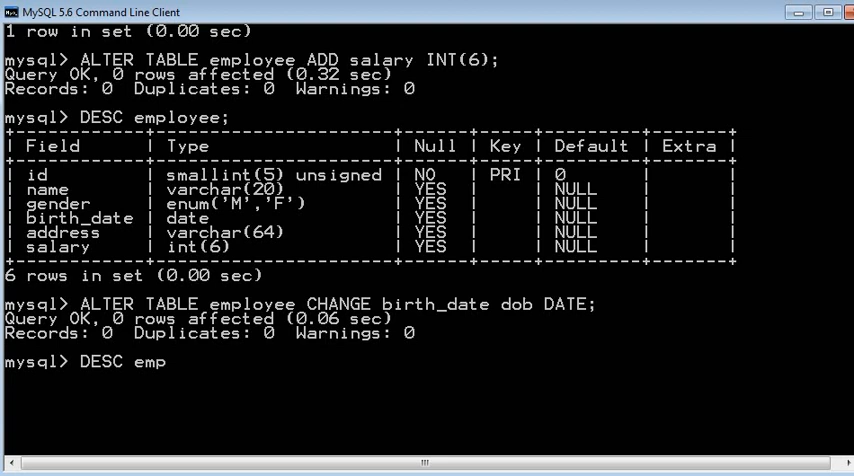 MySQL 5.6 Command Line Client
1 row in set (0.00 sec)
mysql> ALTER TABLE employee ADD salary INT(6);
Query OK, 0 rows affected (0.32 sec)
Records: 0  Duplicates: 0  Warnings: 0
mysql> DESC employee;
+------------+----------------------+------+-----+---------+-------+
| Field      | Type                 | Null | Key | Default | Extra |
+------------+----------------------+------+-----+---------+-------+
| id         | smallint(5) unsigned | NO   | PRI | 0       |       |
| name       | varchar(20)          | YES  |     | NULL    |       |
| gender     | enum('M','F')        | YES  |     | NULL    |       |
| birth_date | date                 | YES  |     | NULL    |       |
| address    | varchar(64)          | YES  |     | NULL    |       |
| salary     | int(6)               | YES  |     | NULL    |       |
+------------+----------------------+------+-----+---------+-------+
6 rows in set (0.00 sec)
mysql> ALTER TABLE employee CHANGE birth_date dob DATE;
Query OK, 0 rows affected (0.06 sec)
Records: 0  Duplicates: 0  Warnings: 0
mysql> DESC emp